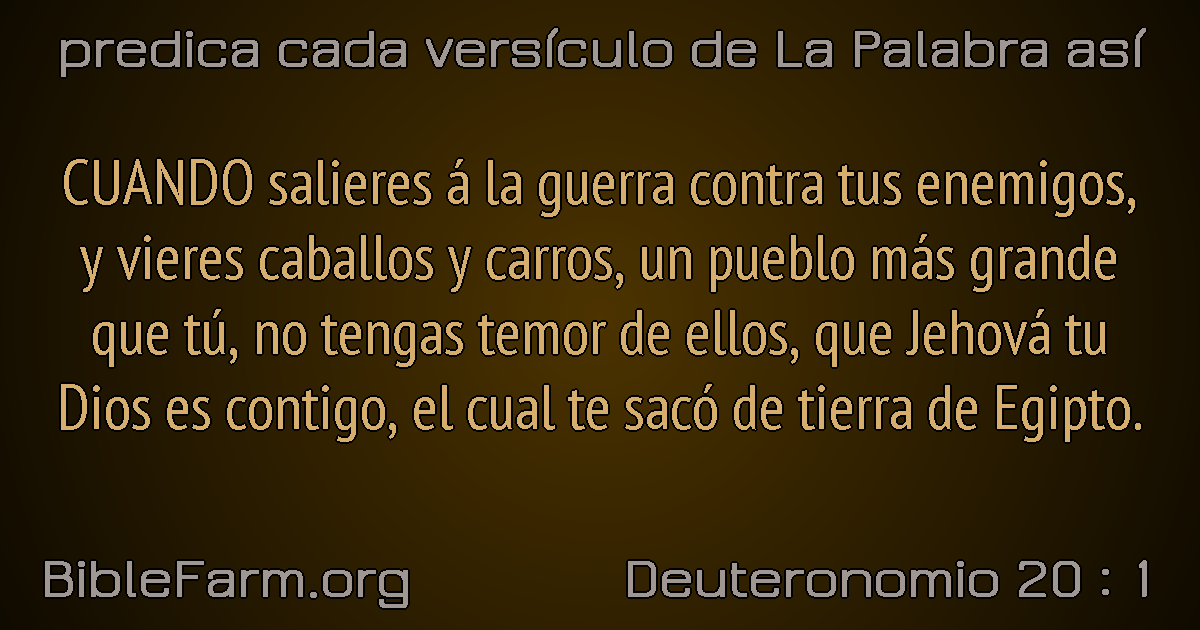 predica cada versículo de La Palabra así
CUANDO salieres á la guerra contra tus enemigos,
y vieres caballos y carros, un pueblo más grande
que tú, no tengas temor de ellos, que Jehová tu
Dios es contigo, el cual te sacó de tierra de Egipto.
BibleFarm.org
Deuteronomio 20 : 1